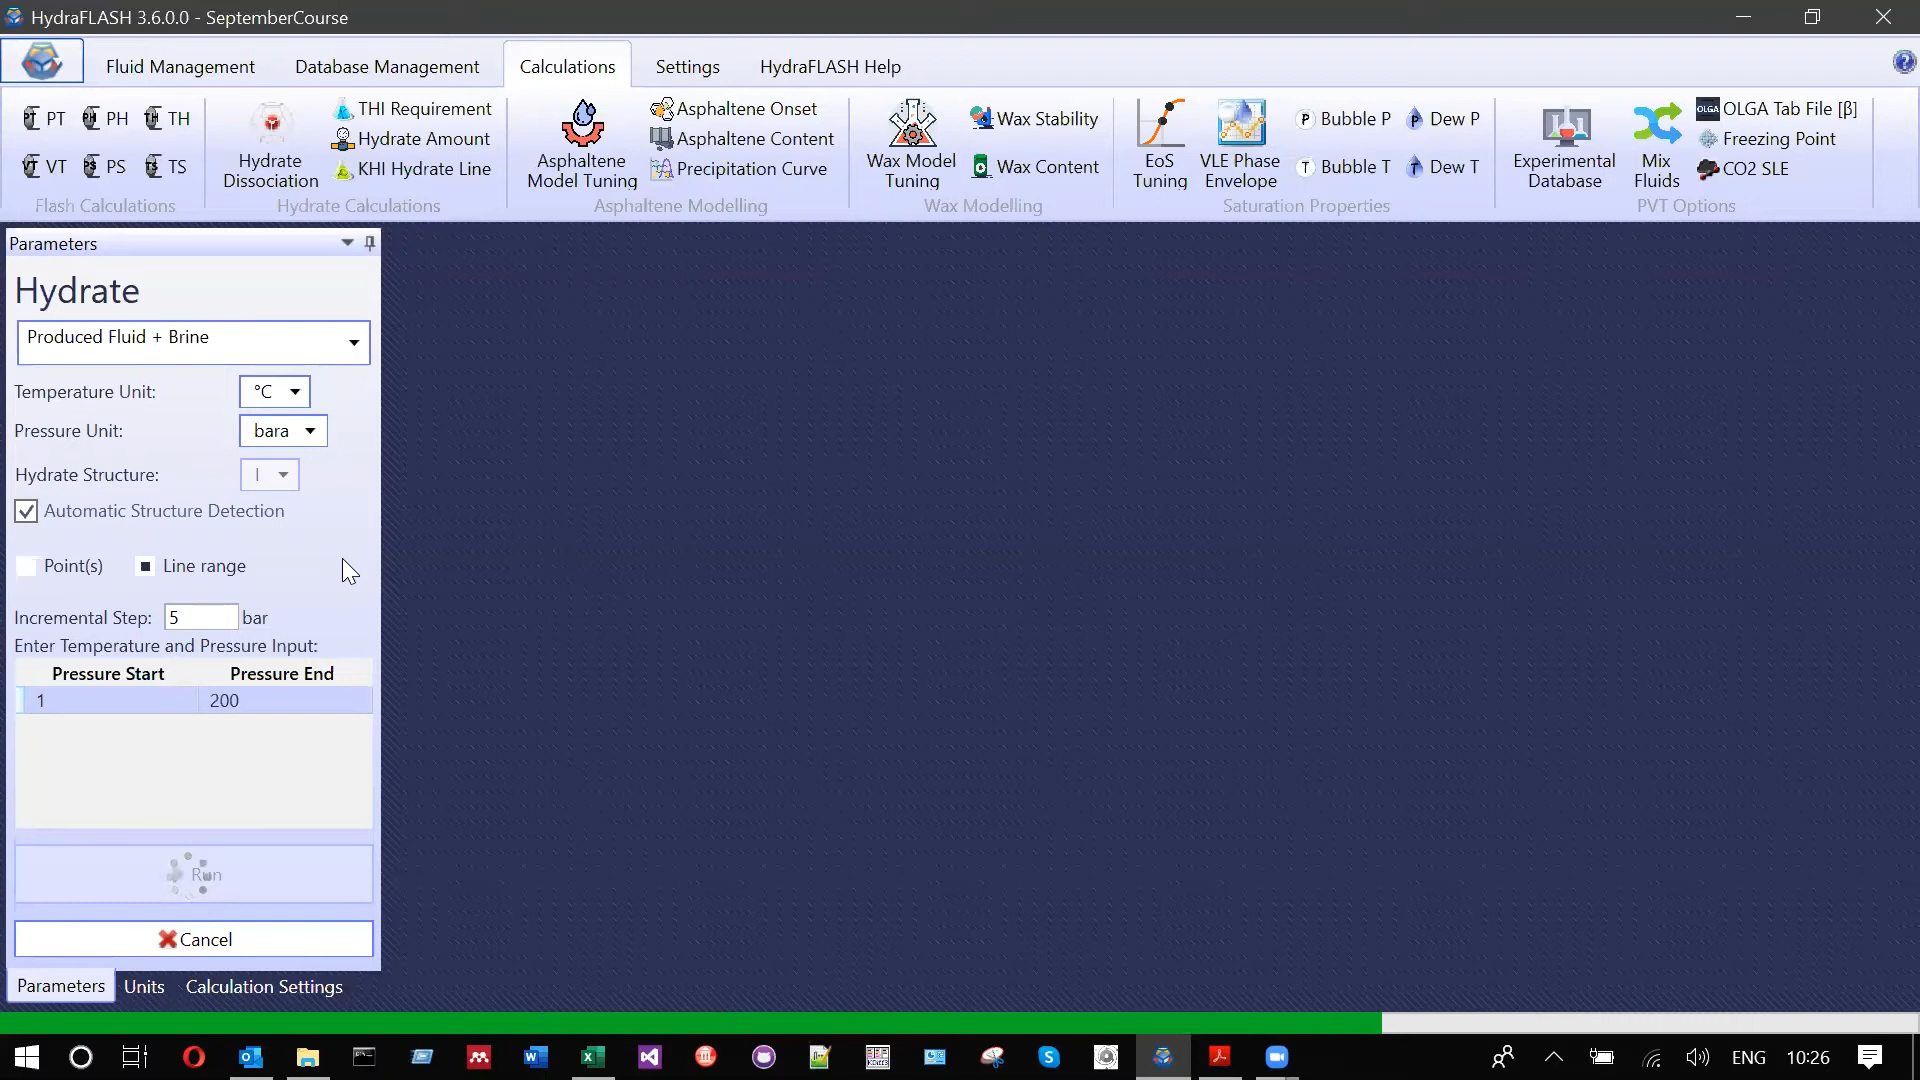 HydraFLASH 3.6.0.0 - SeptemberCourse
Fluid Management
Database Management
Calculations
Settings
HydraFLASH Help
PT
PH
TH
VT
PS
TS
Flash Calculations
Hydrate
Dissociation
THI Requirement
Hydrate Amount
KHI Hydrate Line
Hydrate Calculations
Asphaltene
Model Tuning
Asphaltene Onset
Asphaltene Content
Precipitation Curve
Asphaltene Modelling
Wax Model
Tuning
Wax Stability
Wax Content
Wax Modelling
EoS
Tuning
VLE Phase
Envelope
Bubble P
Dew P
Bubble T
Dew T
Saturation Properties
Experimental
Database
Mix
Fluids
OLGA Tab File [β]
Freezing Point
CO2 SLE
PVT Options
Parameters
Hydrate
Produced Fluid + Brine
Temperature Unit: °C
Pressure Unit: bara
Hydrate Structure: I
Automatic Structure Detection
Point(s) Line range
Incremental Step: 5 bar
Enter Temperature and Pressure Input:
Pressure Start Pressure End
1 200
Run
Cancel
Parameters Units Calculation Settings
ENG 10:26